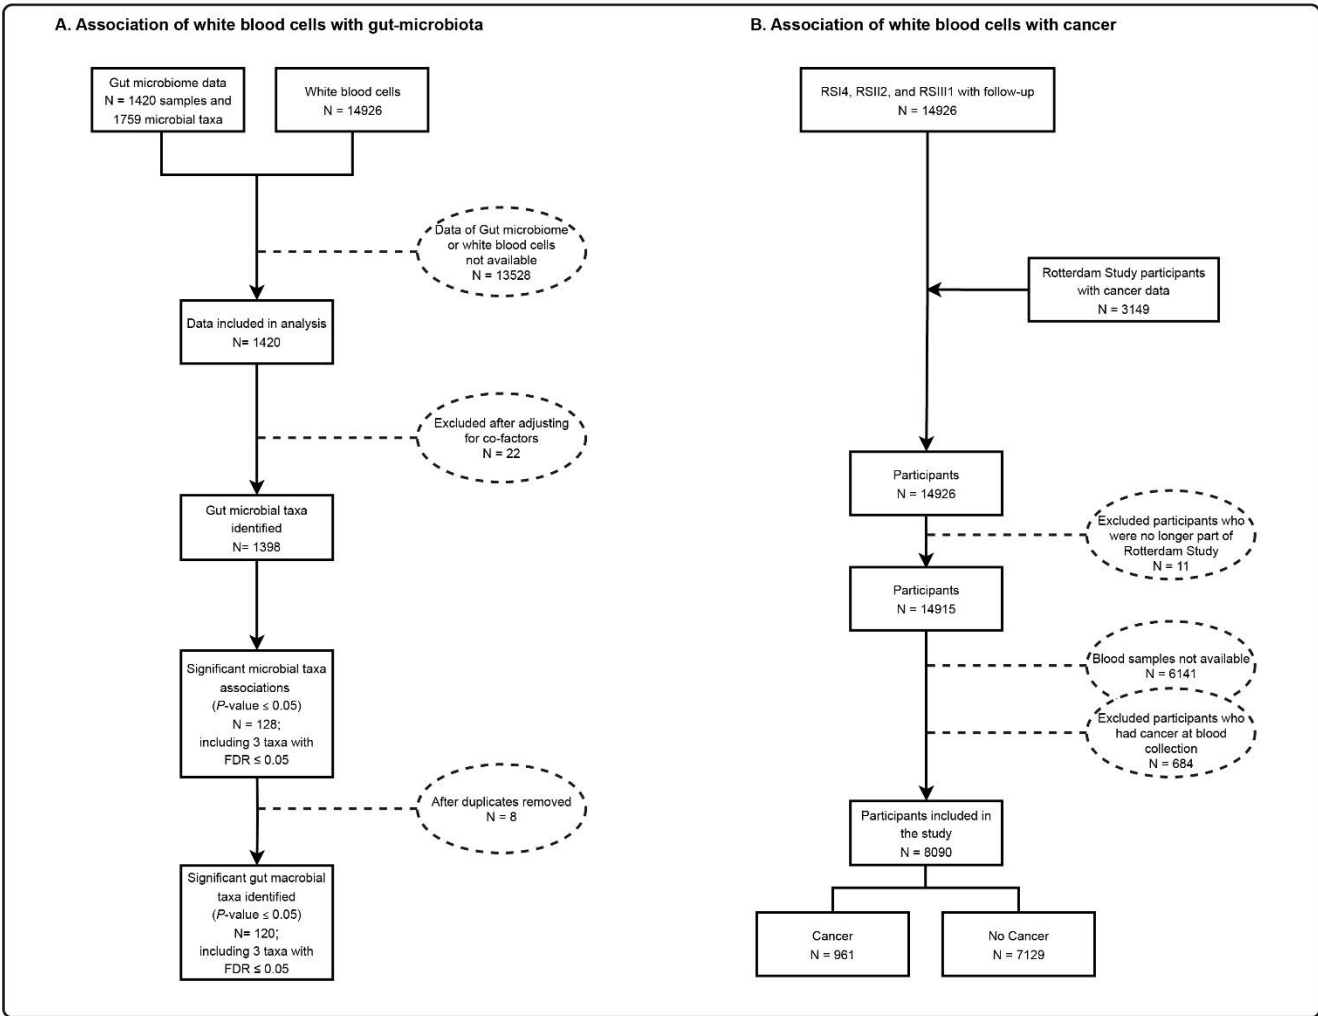 A. Association of white blood cells with gut-microbiota
Gut microbiome data
N = 1420 samples and
1759 microbial taxa
White blood cells
N = 14926
Data of Gut microbiome
or white blood cells
not available
N = 13528
Data included in analysis
N= 1420
Excluded after adjusting
for co-factors
N = 22
Gut microbial taxa
identified
N= 1398
Significant microbial taxa
associations
(P-value ≤ 0.05)
N = 128;
including 3 taxa with
FDR ≤ 0.05
After duplicates removed
N = 8
Significant gut macrobial
taxa identified
(P-value ≤ 0.05)
N= 120;
including 3 taxa with
FDR ≤ 0.05
B. Association of white blood cells with cancer
RSI4, RSII2, and RSIII1 with follow-up
N = 14926
Rotterdam Study participants
with cancer data
N = 3149
Participants
N = 14926
Excluded participants who
were no longer part of
Rotterdam Study
N = 11
Participants
N = 14915
Blood samples not available
N = 6141
Excluded participants who
had cancer at blood
collection
N = 684
Participants included in
the study
N = 8090
Cancer
N = 961
No Cancer
N = 7129